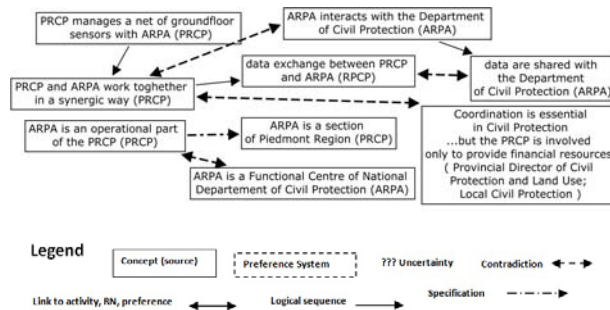 PRCP manages a net of groundfloor
sensors with ARPA (PRCP)
ARPA interacts with the Department
of Civil Protection (ARPA)
data exchange between PRCP
and ARPA (RPCP)
data are shared with
the Department
of Civil Protection (ARPA)
PRCP and ARPA work toghether
in a synergic way (PRCP)
ARPA is an operational part
of the PRCP (PRCP)
ARPA is a section
of Piedmont Region (PRCP)
Coordination is essential
in Civil Protection
...but the PRCP is involved
only to provide financial resources
( Provincial Director of Civil
Protection and Land Use;
Local Civil Protection )
ARPA is a Functional Centre of National
Departement of Civil Protection (ARPA)
Legend
Concept (source)
Preference System
??? Uncertainty
Contradiction
Link to activity, RN, preference
Logical sequence
Specification